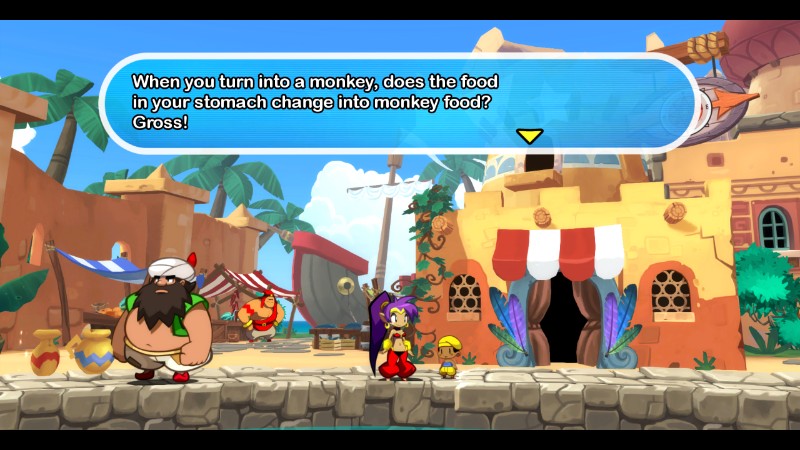 When you turn into a monkey, does the food
in your stomach change into monkey food?
Gross!